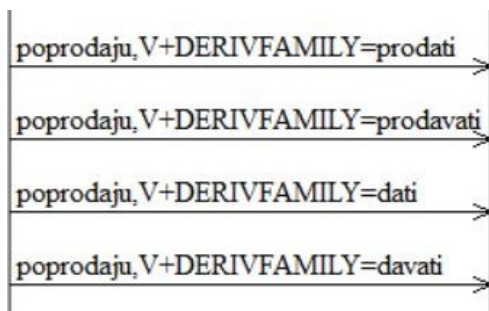 poprodaju,V+DERIVFAMILY=prodati
poprodaju,V+DERIVFAMILY=prodavati
poprodaju,V+DERIVFAMILY=dati
poprodaju,V+DERIVFAMILY=davati